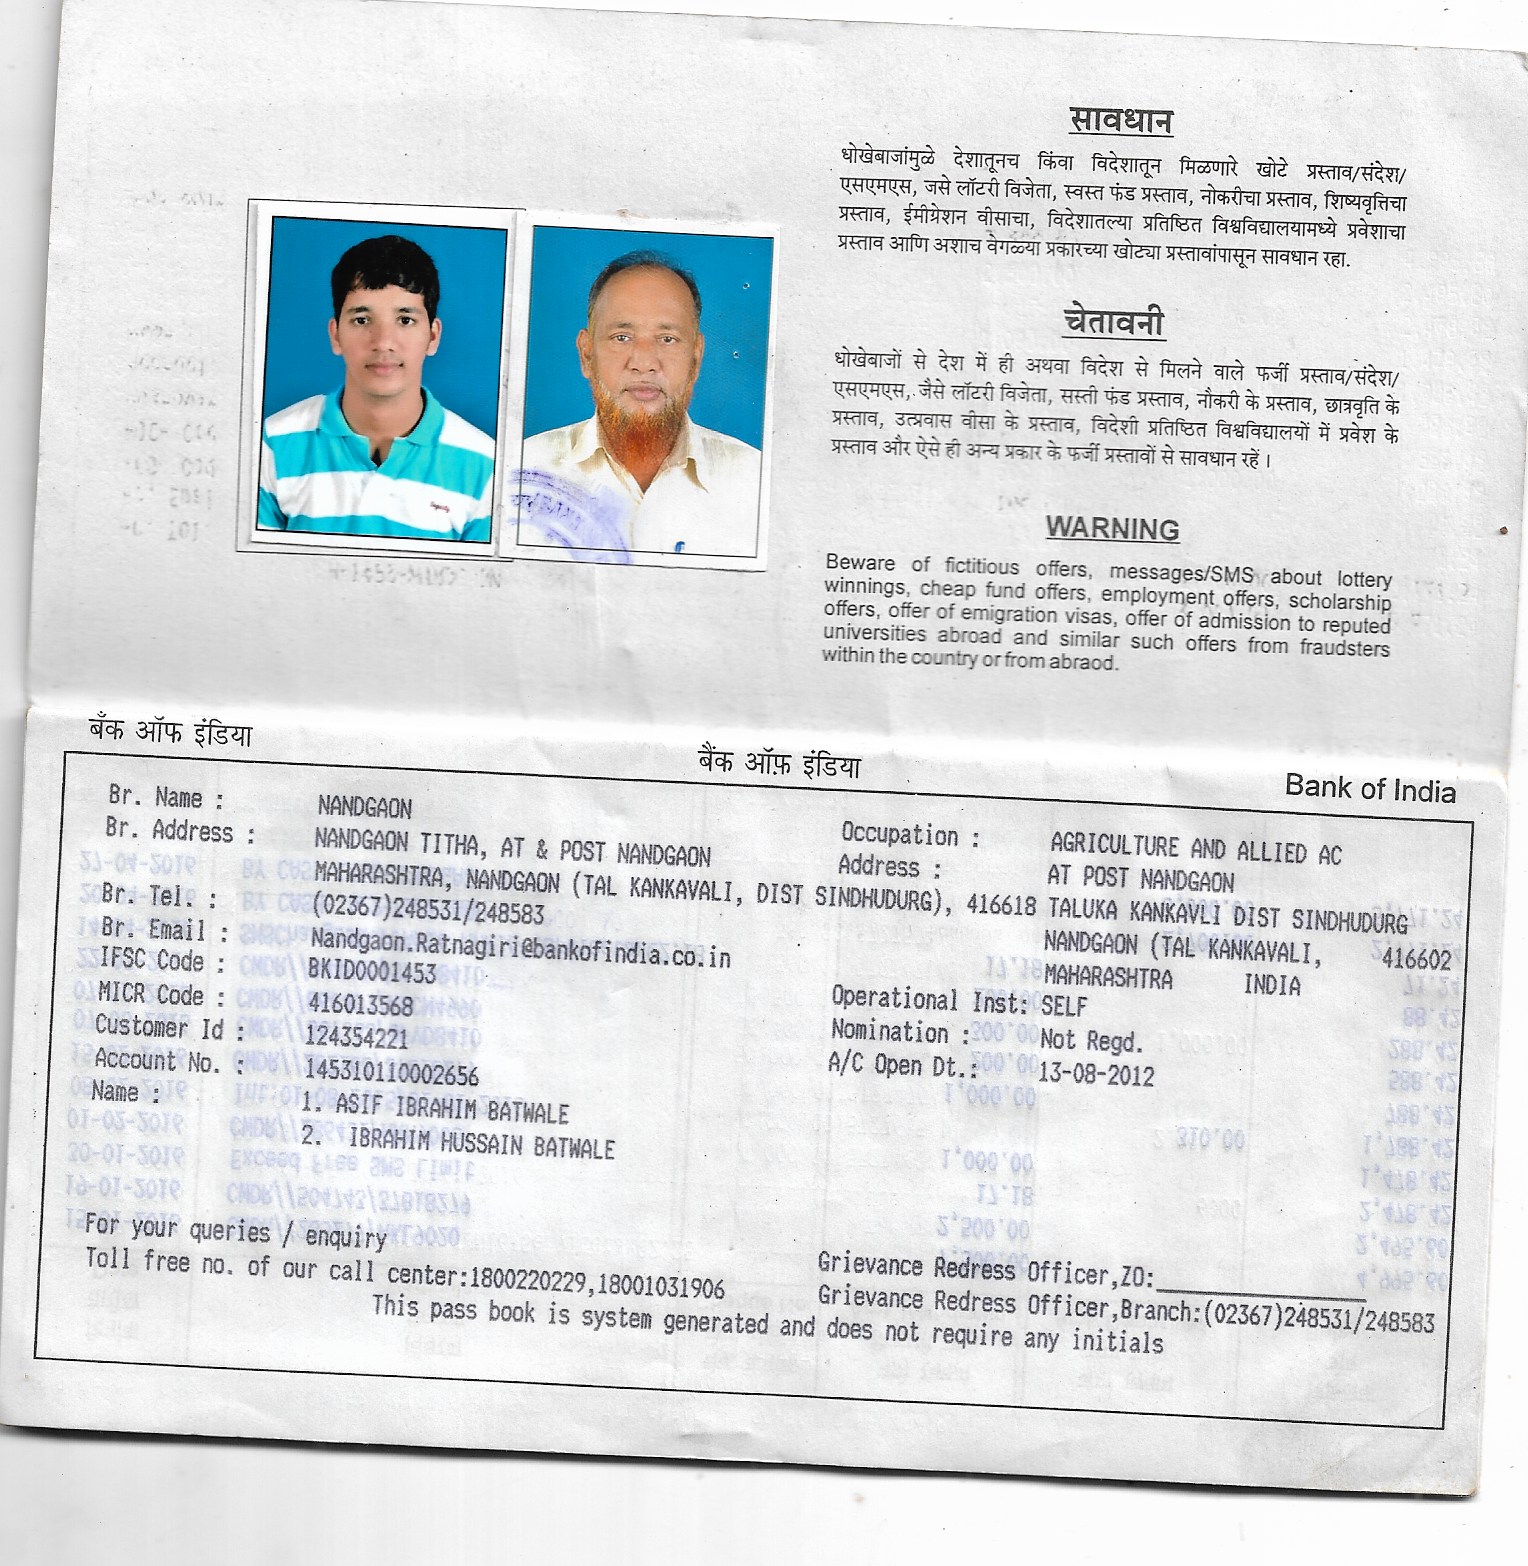 सावधान
धोखेबाजांमुळे देशातूनच किंवा विदेशातून मिळणारे खोटे प्रस्ताव/संदेश/
एसएमएस, जसे लॉटरी विजेता, स्वस्त फंड प्रस्ताव, नोकरीचा प्रस्ताव, शिष्यवृत्तिचा
प्रस्ताव, ईमीग्रेशन वीसाचा, विदेशातल्या प्रतिष्ठित विश्वविद्यालयामध्ये प्रवेशाचा
प्रस्ताव आणि अशाच वेगळ्या प्रकारच्या खोट्या प्रस्तावांपासून सावधान रहा.
चेतावनी
धोखेबाजों से देश में ही अथवा विदेश से मिलने वाले फर्जी प्रस्ताव/संदेश/
एसएमएस, जैसे लॉटरी विजेता, सस्ती फंड प्रस्ताव, नौकरी के प्रस्ताव, छात्रवृति के
प्रस्ताव, उत्प्रवास वीसा के प्रस्ताव, विदेशी प्रतिष्ठित विश्वविद्यालयों में प्रवेश के
प्रस्ताव और ऐसे ही अन्य प्रकार के फर्जी प्रस्तावों से सावधान रहें ।
WARNING
Beware of fictitious offers, messages/SMS about lottery
winnings, cheap fund offers, employment offers, scholarship
offers, offer of emigration visas, offer of admission to reputed
universities abroad and similar such offers from fraudsters
within the country or from abraod.
बँक ऑफ इंडिया बैंक ऑफ़ इंडिया Bank of India
Br. Name : NANDGAON
Br. Address : NANDGAON TITHA, AT & POST NANDGAON
MAHARASHTRA, NANDGAON (TAL KANKAVALI, DIST SINDHUDURG), 416618
Br. Tel. : (02367)248531/248583
Br. Email : Nandgaon.Ratnagiri@bankofindia.co.in
IFSC Code : BKID0001453
MICR Code : 416013568
Customer Id : 124354221
Account No. : 145310110002656
Name : 1. ASIF IBRAHIM BATWALE
2. IBRAHIM HUSSAIN BATWALE
Occupation : AGRICULTURE AND ALLIED AC
Address : AT POST NANDGAON
TALUKA KANKAVLI DIST SINDHUDURG
NANDGAON (TAL KANKAVALI, 416602
MAHARASHTRA INDIA
Operational Inst: SELF
Nomination : Not Regd.
A/C Open Dt.: 13-08-2012
For your queries / enquiry
Toll free no. of our call center:1800220229,18001031906
Grievance Redress Officer,ZO:
Grievance Redress Officer,Branch:(02367)248531/248583
This pass book is system generated and does not require any initials